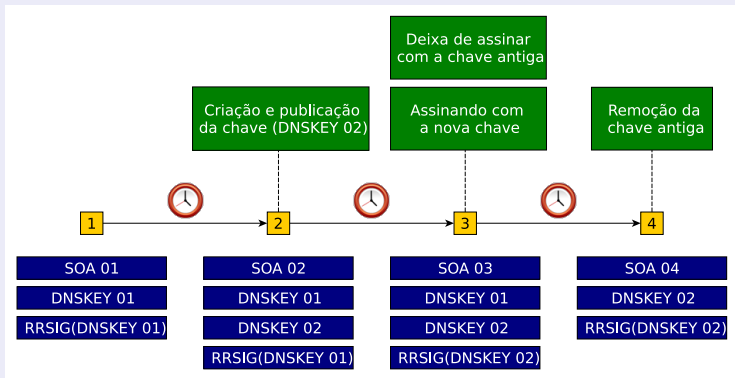 Deixa de assinar
com a chave antiga
Criação e publicação
da chave (DNSKEY 02)
Assinando com
a nova chave
Remoção da
chave antiga
1
2
3
4
SOA 01
DNSKEY 01
RRSIG(DNSKEY 01)
SOA 02
DNSKEY 01
DNSKEY 02
RRSIG(DNSKEY 01)
SOA 03
DNSKEY 01
DNSKEY 02
RRSIG(DNSKEY 02)
SOA 04
DNSKEY 02
RRSIG(DNSKEY 02)